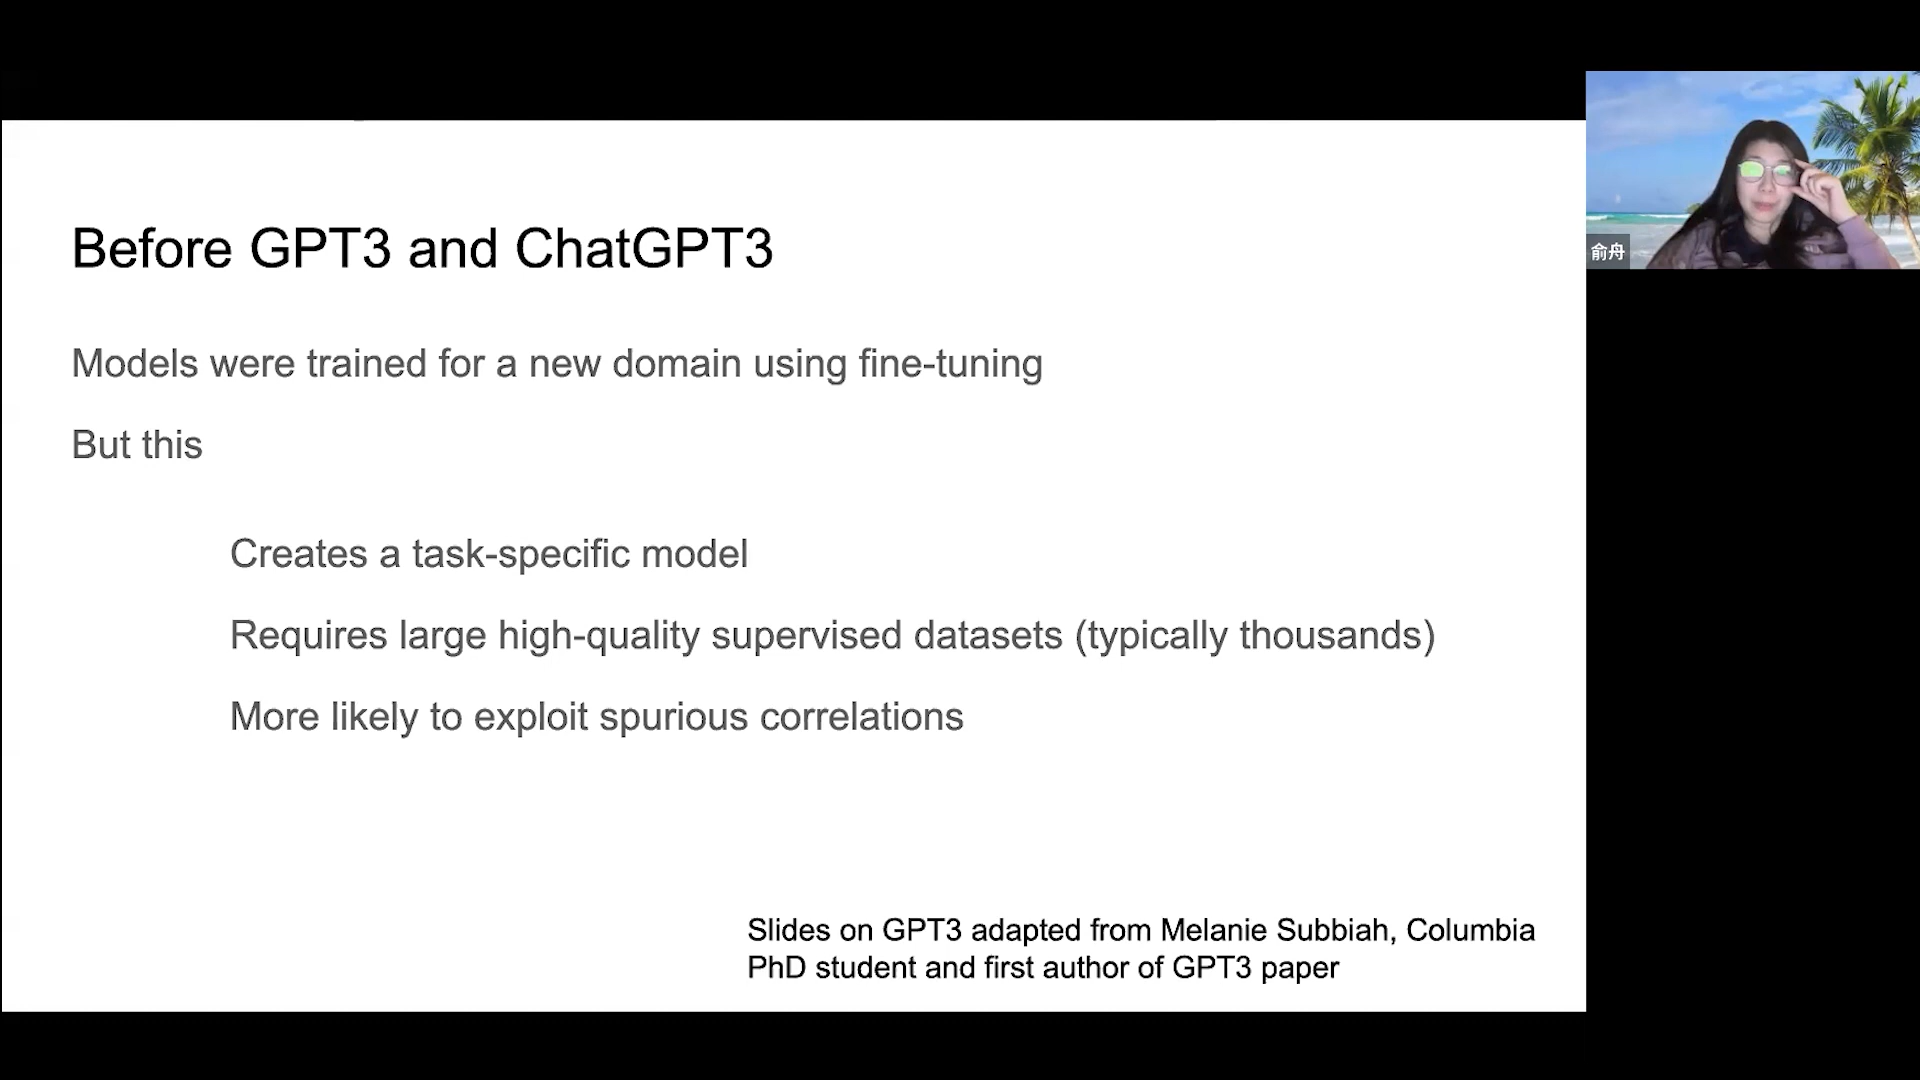 Before GPT3 and ChatGPT3
Models were trained for a new domain using fine-tuning
But this
Creates a task-specific model
Requires large high-quality supervised datasets (typically thousands)
More likely to exploit spurious correlations
Slides on GPT3 adapted from Melanie Subbiah, Columbia
PhD student and first author of GPT3 paper
俞舟